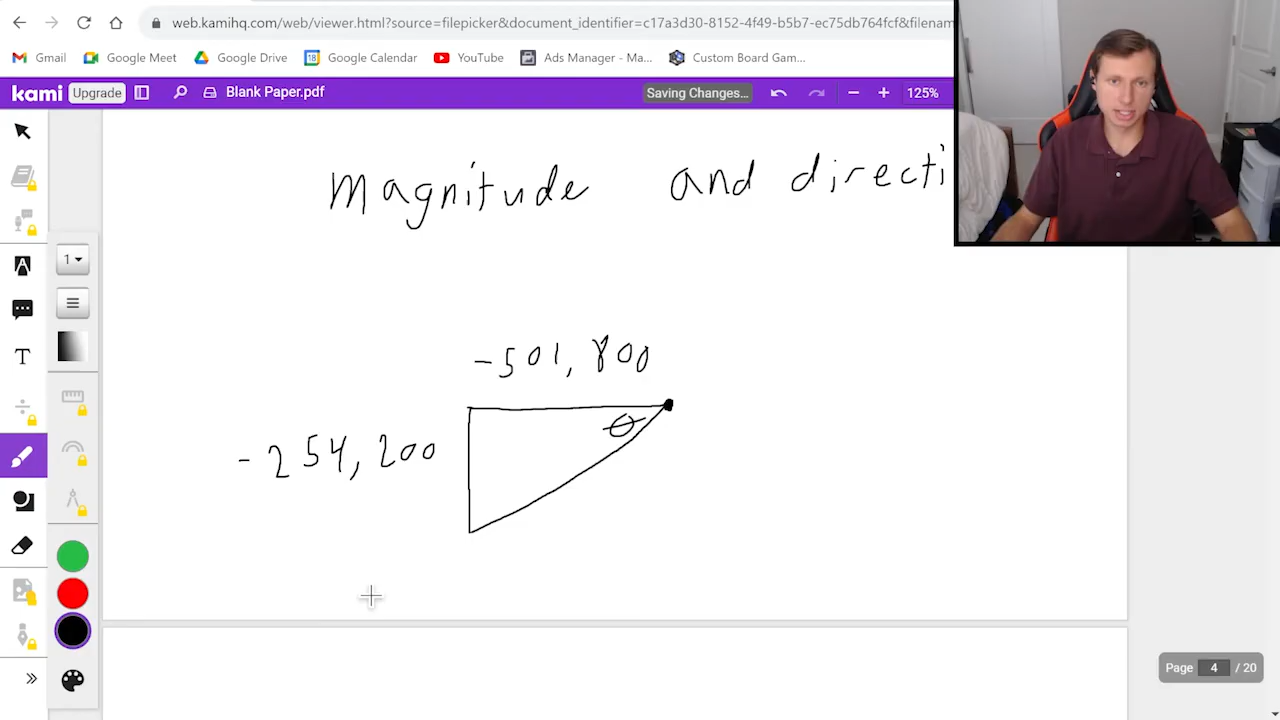 web.kamihq.com/web/viewer.html?source=filepicker&document_identifier=c17a3d30-8152-4f49-b5b7-ec75db764fcf&filenam
Gmail Google Meet Google Drive 18 Google Calendar YouTube Ads Manager - Ma... Custom Board Gam...
kami Upgrade Blank Paper.pdf Saving Changes... 125%
magnitude and directi
1
-501,800
θ
-254,200
T
Page 4 / 20